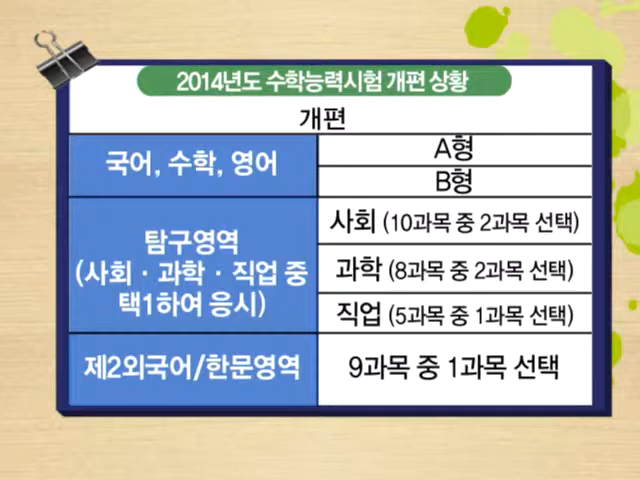 2014년도 수학능력시험 개편 상황
개편
국어, 수학, 영어
A형
B형
탐구영역
(사회 · 과학 · 직업 중
택1하여 응시)
사회 (10과목 중 2과목 선택)
과학 (8과목 중 2과목 선택)
직업 (5과목 중 1과목 선택)
제2외국어/한문영역
9과목 중 1과목 선택